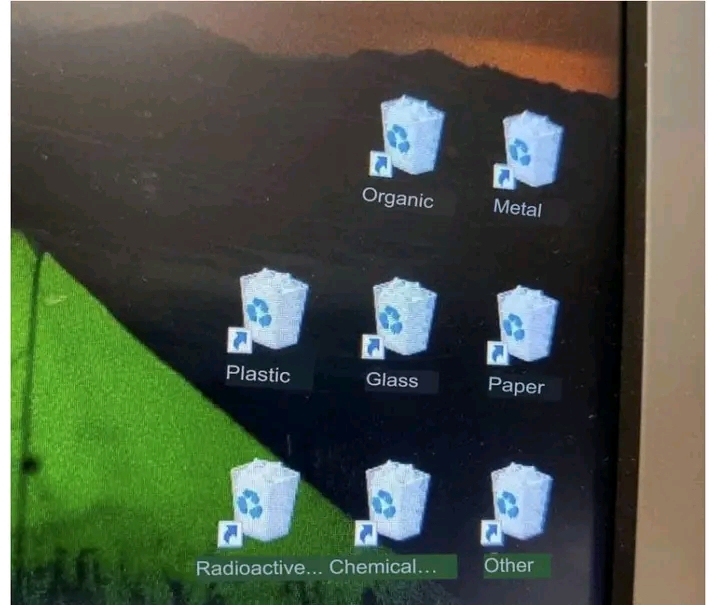 Organic
Metal
Plastic
Glass
Paper
Radioactive...
Chemical...
Other